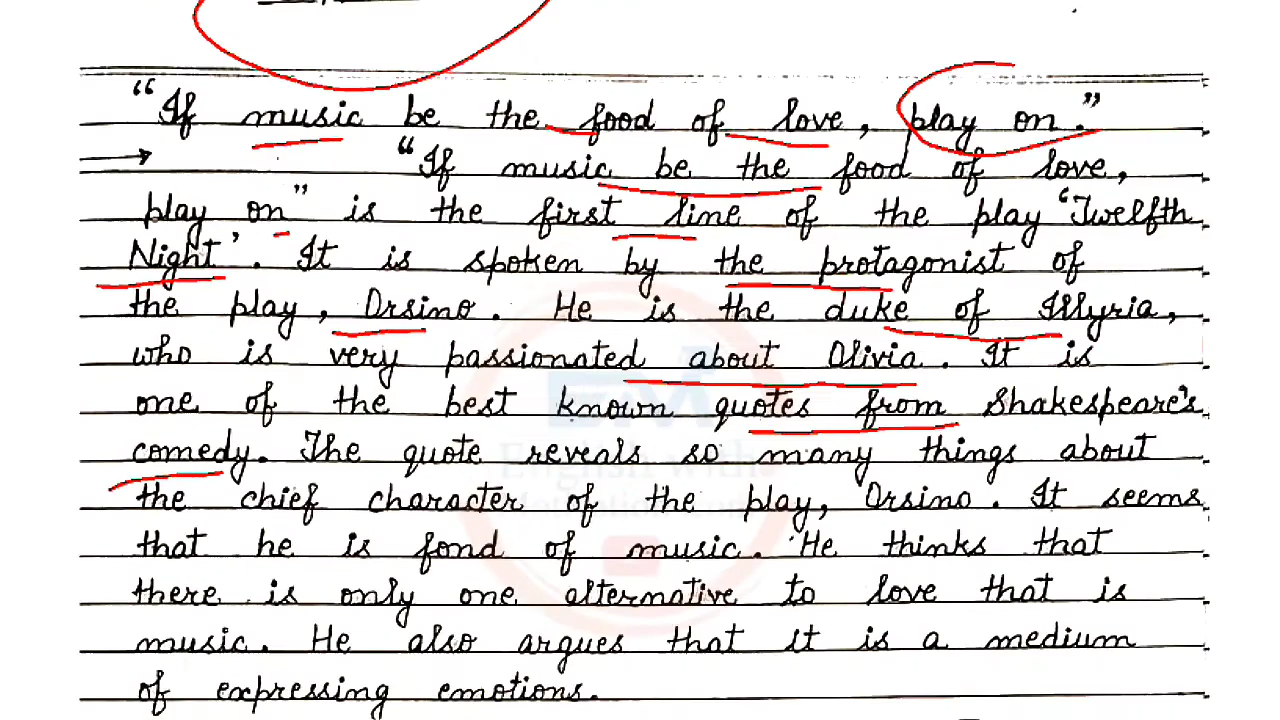 “If music be the food of love, play on.”
“If music be the food of love,
play on” is the first line of the play ‘Twelfth
Night’. It is spoken by the protagonist of
the play, Orsino. He is the duke of Illyria,
who is very passionated about Olivia. It is
one of the best known quotes from Shakespeare's
comedy. The quote reveals so many things about
the chief character of the play, Orsino. It seems
that he is fond of music. He thinks that
there is only one alternative to love that is
music. He also argues that it is a medium
of expressing emotions.